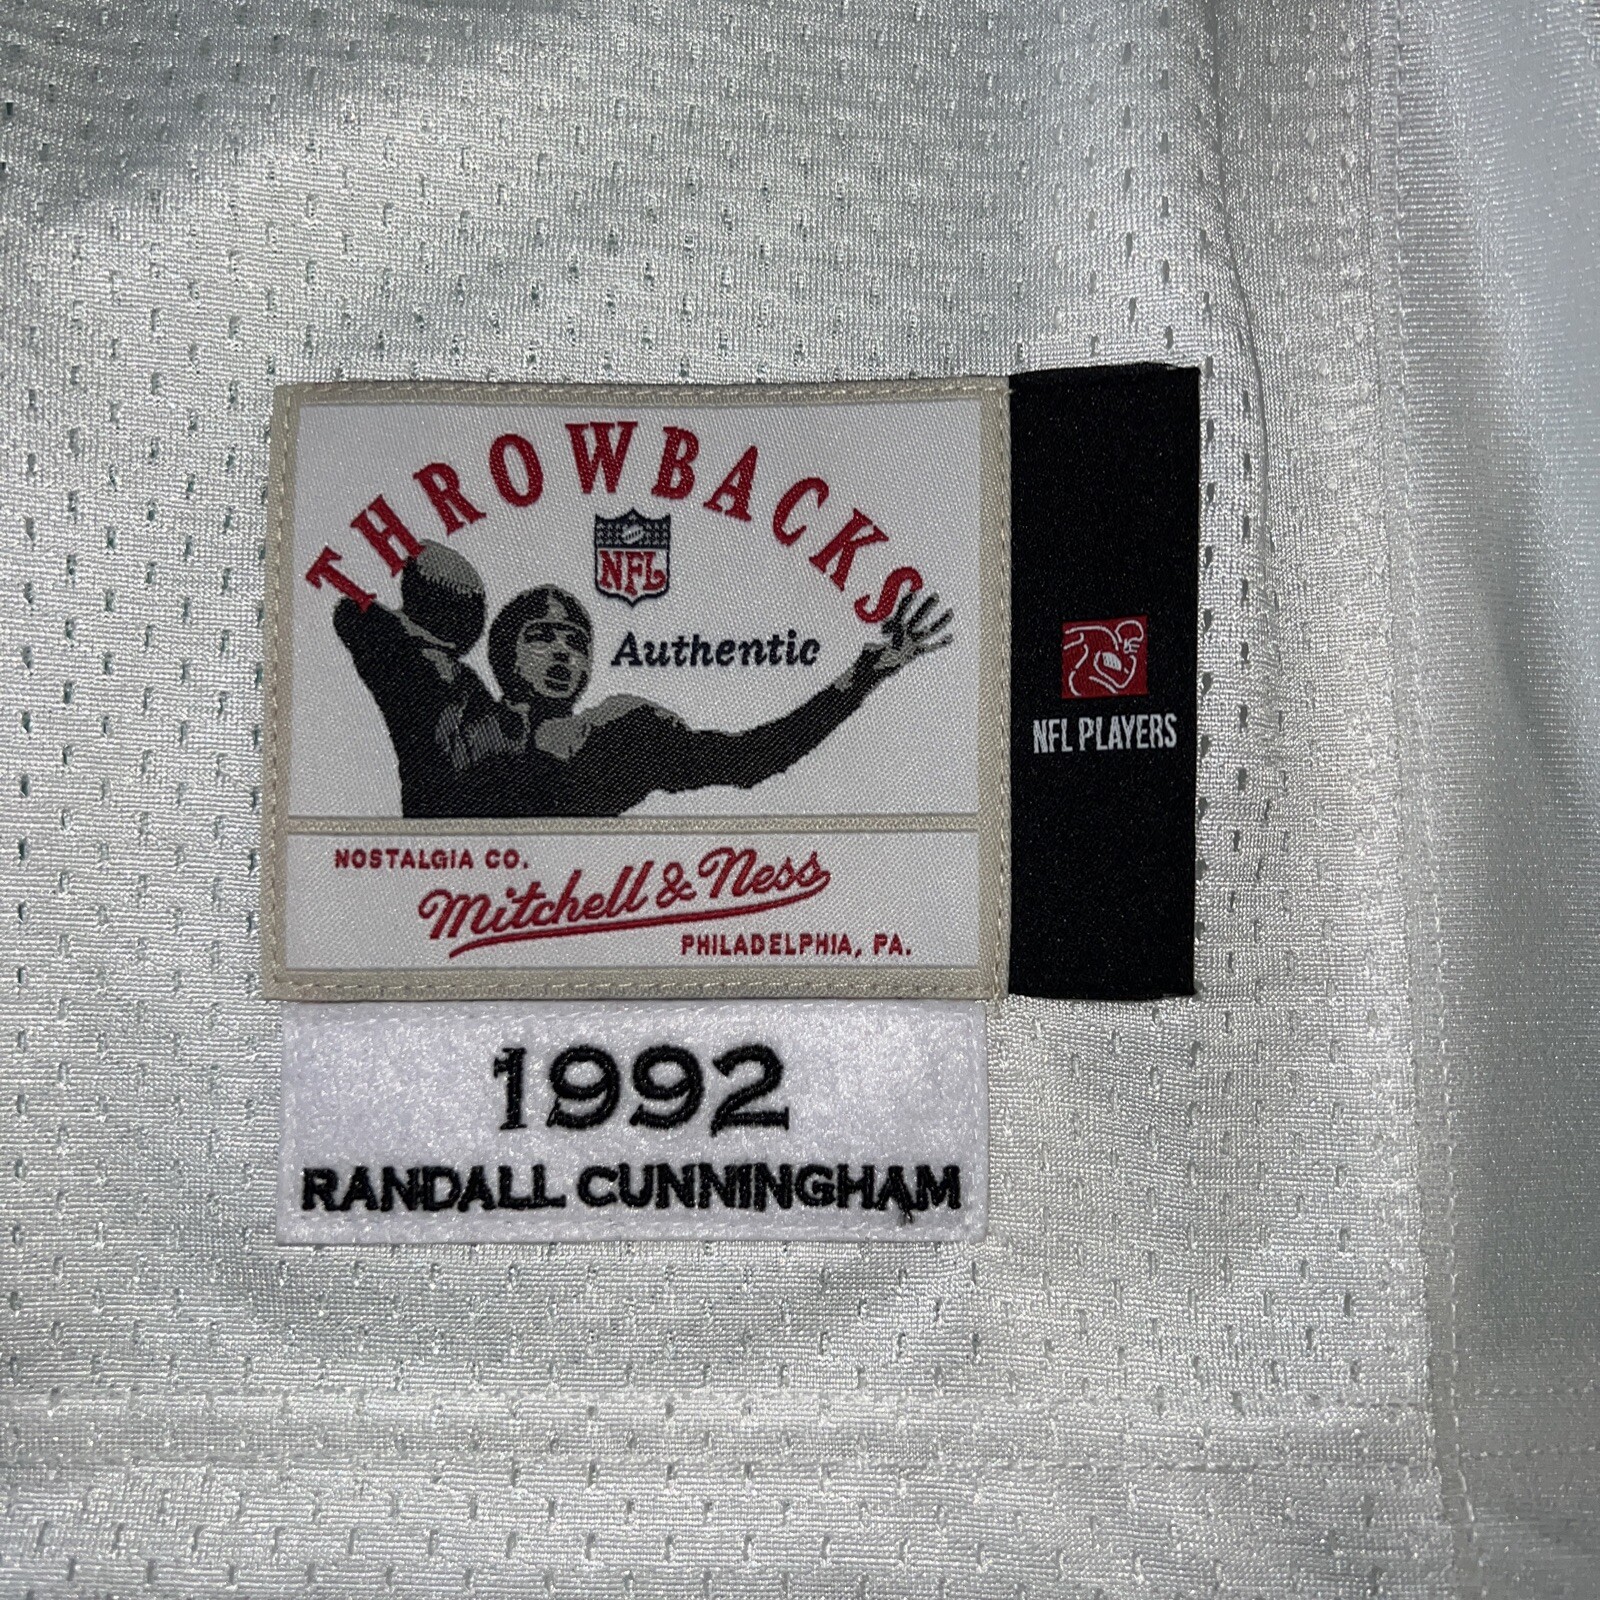 THROWBACKS
NFL
Authentic
NFL PLAYERS
NOSTALGIA CO.
Mitchell & Ness
PHILADELPHIA, PA.
1992
RANDALL CUNNINGHAM